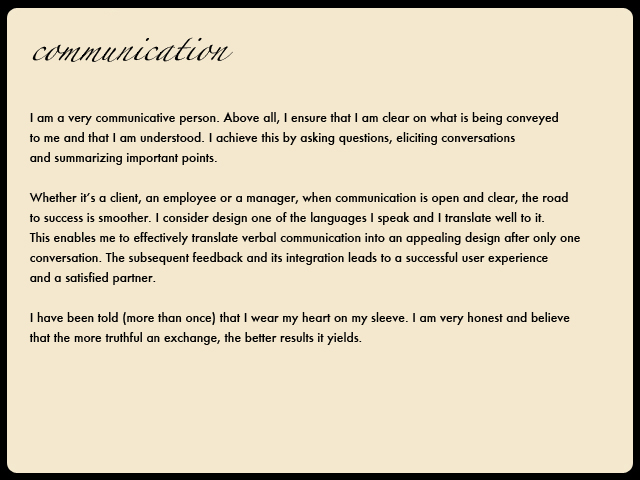 communication
I am a very communicative person. Above all, I ensure that I am clear on what is being conveyed
to me and that I am understood. I achieve this by asking questions, eliciting conversations
and summarizing important points.
Whether it's a client, an employee or a manager, when communication is open and clear, the road
to success is smoother. I consider design one of the languages I speak and I translate well to it.
This enables me to effectively translate verbal communication into an appealing design after only one
conversation. The subsequent feedback and its integration leads to a successful user experience
and a satisfied partner.
I have been told (more than once) that I wear my heart on my sleeve. I am very honest and believe
that the more truthful an exchange, the better results it yields.